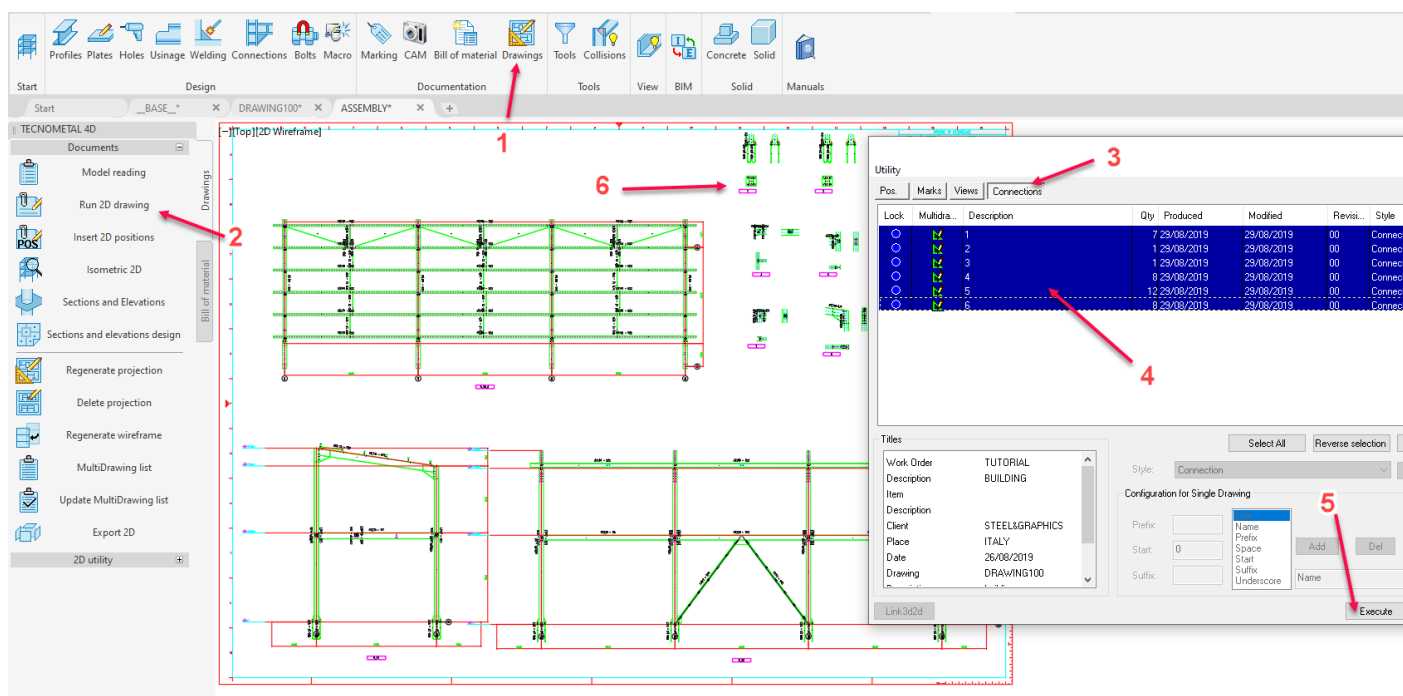 Profiles Plates Holes Usinage Welding Connections Bolts Macro Marking CAM Bill of material Drawings Tools Collisions Concrete Solid
Start Design Documentation Tools View BIM Solid Manuals
Start __BASE__* DRAWING100* ASSEMBLY*
1
TECNOMETAL 4D
Documents
Model reading
Run 2D drawing
2
Insert 2D positions
Isometric 2D
Sections and Elevations
Sections and elevations design
Regenerate projection
Delete projection
Regenerate wireframe
MultiDrawing list
Update MultiDrawing list
Export 2D
2D utility
Drawings
Bill of material
[−][Top][2D Wireframe]
6
Utility
3
Pos. Marks Views Connections
Lock Multidra... Description Qty Produced Modified Revisi... Style
1 7 29/08/2019 29/08/2019 00 Connec
2 1 29/08/2019 29/08/2019 00 Connec
3 1 29/08/2019 29/08/2019 00 Connec
4 8 29/08/2019 29/08/2019 00 Connec
5 12 29/08/2019 29/08/2019 00 Connec
6 8 29/08/2019 29/08/2019 00 Connec
4
Titles
Work Order TUTORIAL
Description BUILDING
Item
Description
Client STEEL&GRAPHICS
Place ITALY
Date 26/08/2019
Drawing DRAWING100
Link3d2d
Select All Reverse selection
Style: Connection
Configuration for Single Drawing
5
Prefix:
Start: 0
Suffix:
Name
Prefix
Space
Start
Suffix
Underscore
Add Del
Name
Execute